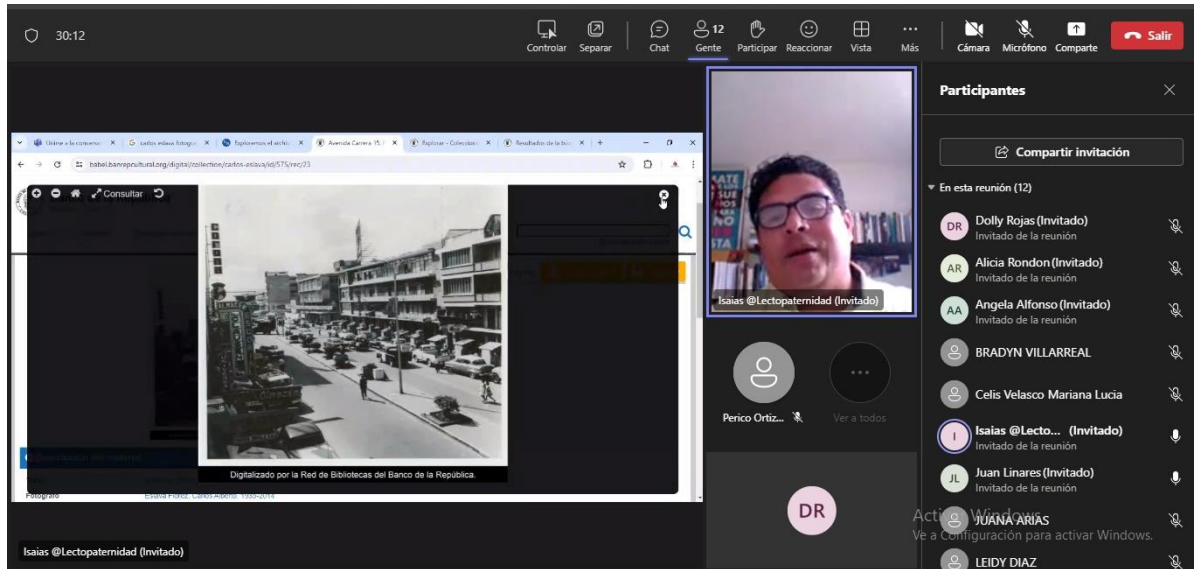 30:12
Controlar
Separar
Chat
12
Gente
Participar
Reaccionar
Vista
Más
Cámara
Micrófono
Comparte
Salir
Avenida Carrera 15,
babel.banrepcultural.org/digital/collection/carlos-eslava/id/575/rec/23
Consultar
Digitalizado por la Red de Bibliotecas del Banco de la República.
Fotógrafo
Eslava Flórez, Carlos Alberto, 1935-2014
Isaias @Lectopaternidad (Invitado)
Isaias @Lectopaternidad (Invitado)
Perico Ortiz...
Ver a todos
DR
Participantes
Compartir invitación
En esta reunión (12)
DR
Dolly Rojas (Invitado)
Invitado de la reunión
AR
Alicia Rondon (Invitado)
Invitado de la reunión
AA
Angela Alfonso (Invitado)
Invitado de la reunión
BRADYN VILLARREAL
Celis Velasco Mariana Lucia
I
Isaias @Lecto... (Invitado)
Invitado de la reunión
JL
Juan Linares (Invitado)
Invitado de la reunión
JUANA ARIAS
LEIDY DIAZ
Activar Windows
Ve a Configuración para activar Windows.